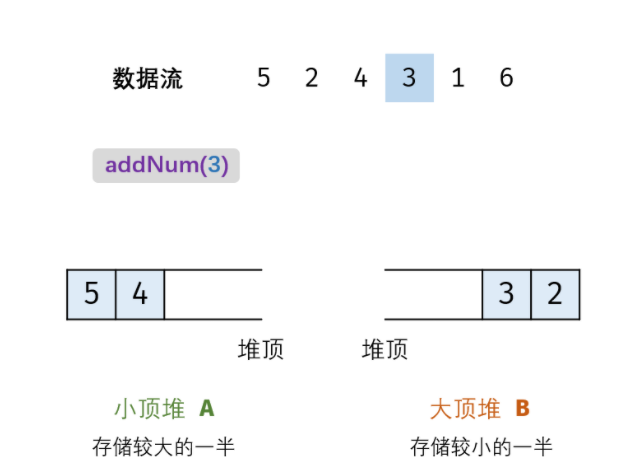 数据流 5 2 4 3 1 6
addNum(3)
5 4 3 2
堆顶 堆顶
小顶堆 A 大顶堆 B
存储较大的一半 存储较小的一半